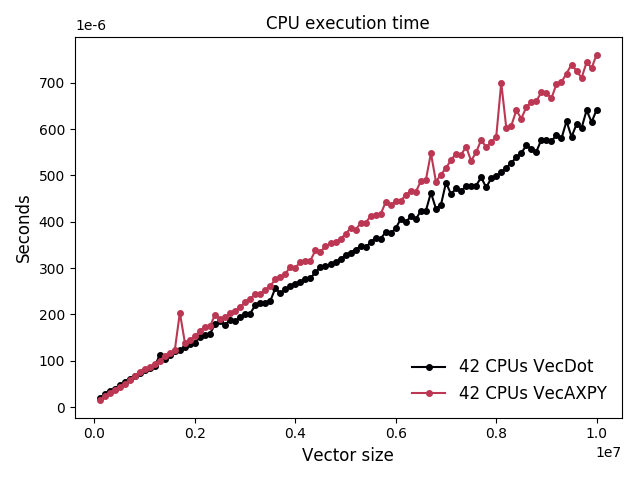 CPU execution time
1e-6
700
600
500
400
300
200
100
0
Seconds
0.0 0.2 0.4 0.6 0.8 1.0
1e7
Vector size
42 CPUs VecDot
42 CPUs VecAXPY